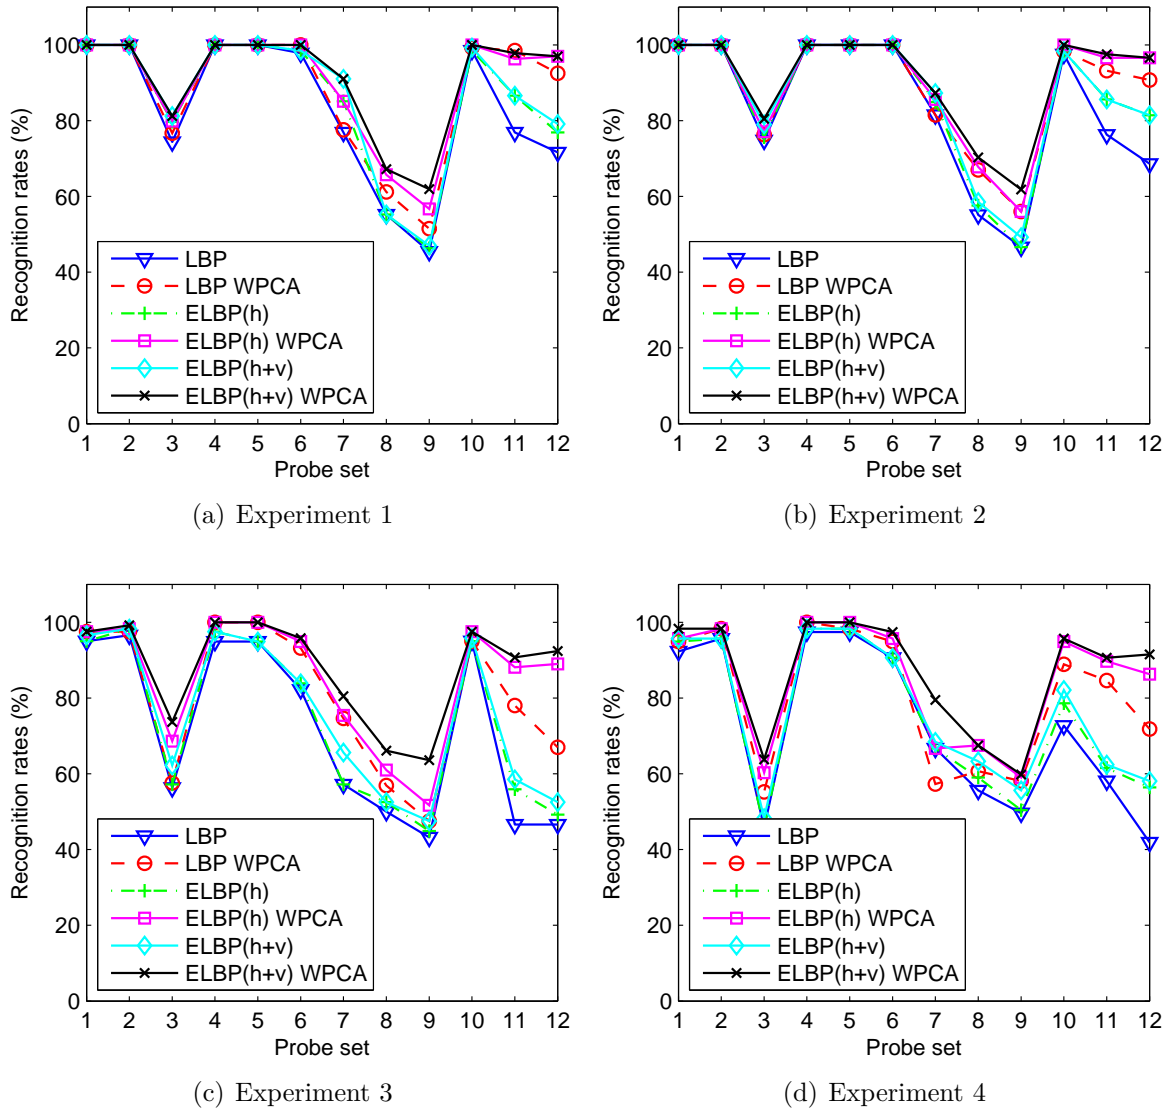 Recognition rates (%)
100
80
60
40
20
0
LBP
LBP WPCA
ELBP(h)
ELBP(h) WPCA
ELBP(h+v)
ELBP(h+v) WPCA
1 2 3 4 5 6 7 8 9 10 11 12
Probe set
(a) Experiment 1
Recognition rates (%)
100
80
60
40
20
0
LBP
LBP WPCA
ELBP(h)
ELBP(h) WPCA
ELBP(h+v)
ELBP(h+v) WPCA
1 2 3 4 5 6 7 8 9 10 11 12
Probe set
(b) Experiment 2
Recognition rates (%)
100
80
60
40
20
0
LBP
LBP WPCA
ELBP(h)
ELBP(h) WPCA
ELBP(h+v)
ELBP(h+v) WPCA
1 2 3 4 5 6 7 8 9 10 11 12
Probe set
(c) Experiment 3
Recognition rates (%)
100
80
60
40
20
0
LBP
LBP WPCA
ELBP(h)
ELBP(h) WPCA
ELBP(h+v)
ELBP(h+v) WPCA
1 2 3 4 5 6 7 8 9 10 11 12
Probe set
(d) Experiment 4